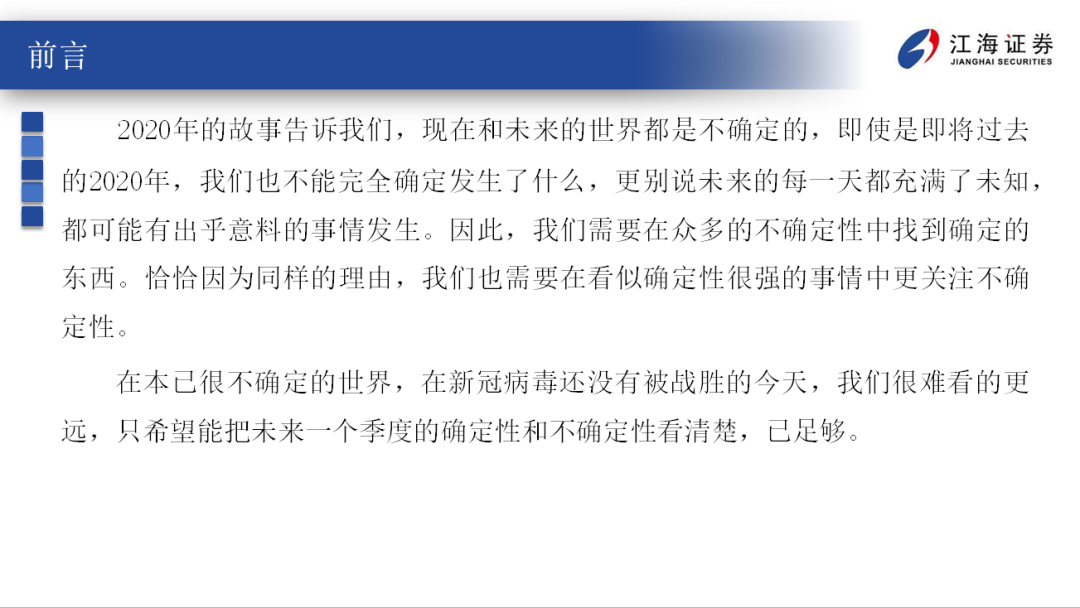 前言
江海证券
JIANGHAI SECURITIES
2020年的故事告诉我们，现在和未来的世界都是不确定的，即使是即将过去
的2020年，我们也不能完全确定发生了什么，更别说未来的每一天都充满了未知，
都可能有出乎意料的事情发生。因此，我们需要在众多的不确定性中找到确定的
东西。恰恰因为同样的理由，我们也需要在看似确定性很强的事情中更关注不确
定性。
在本已很不确定的世界，在新冠病毒还没有被战胜的今天，我们很难看的更
远，只希望能把未来一个季度的确定性和不确定性看清楚，已足够。